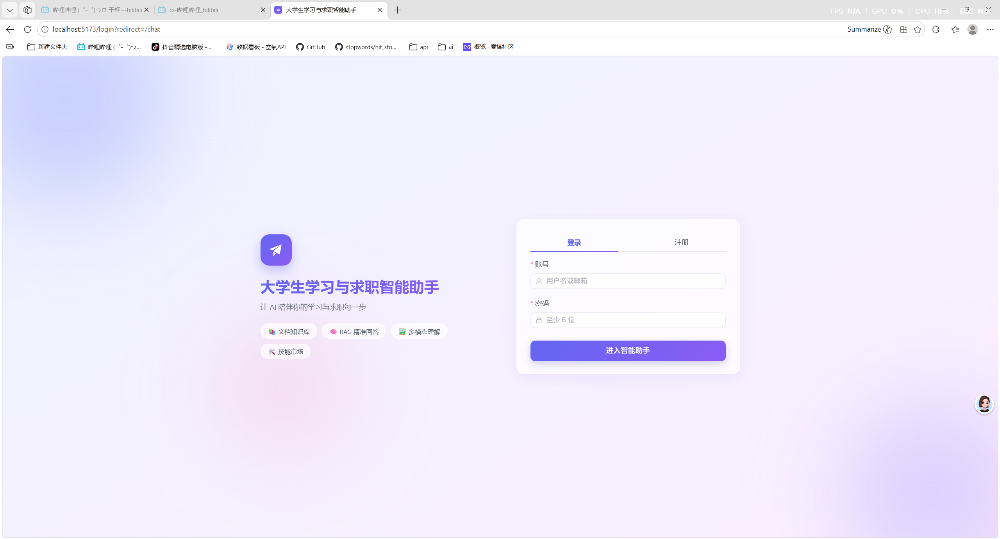 哔哩哔哩 (゜-゜)つロ 干杯~-bilibili
cs-哔哩哔哩_bilibili
AI 大学生学习与求职智能助手
FPS N/A | GPU 0% | CPU 18% | 延迟 N/A
localhost:5173/login?redirect=/chat
Summarize
新建文件夹
哔哩哔哩 (゜-゜)つ...
抖音精选电脑版 -...
数据看板 - 空氧API
GitHub
stopwords/hit_sto...
api
ai
概览 · 魔搭社区
大学生学习与求职智能助手
让 AI 陪伴你的学习与求职每一步
文档知识库
RAG 精准回答
多模态理解
技能市场
登录
注册
* 账号
用户名或邮箱
* 密码
至少 6 位
进入智能助手